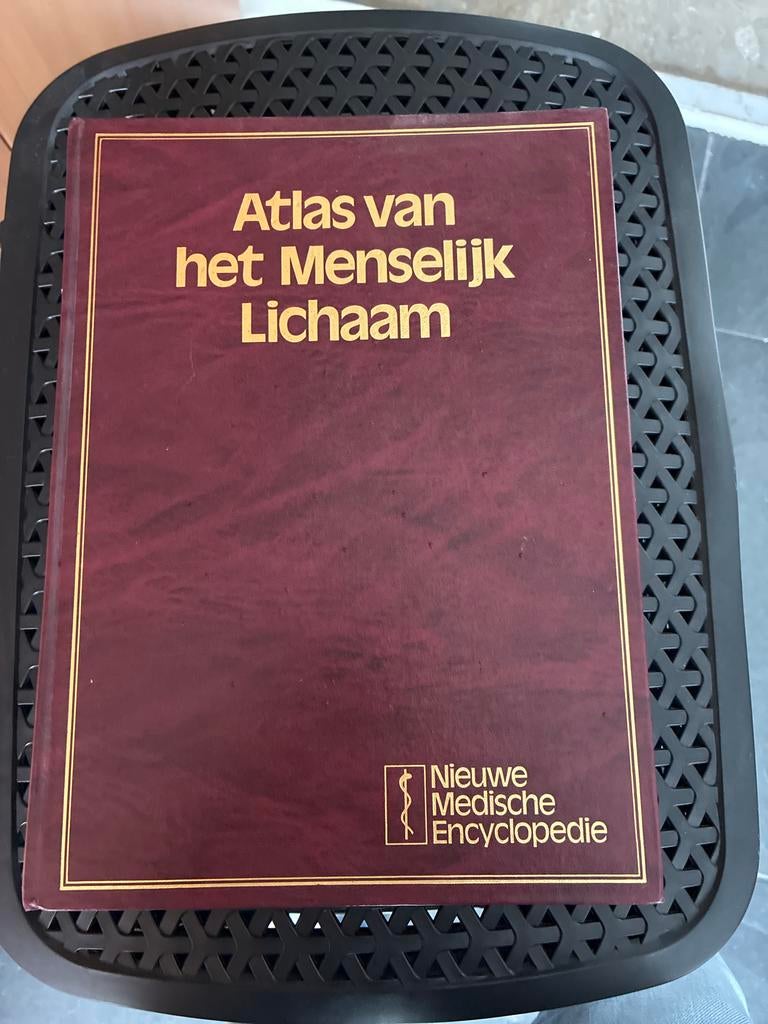 Atlas van
het Menselijk
Lichaam
Nieuwe
Medische
Encyclopedie